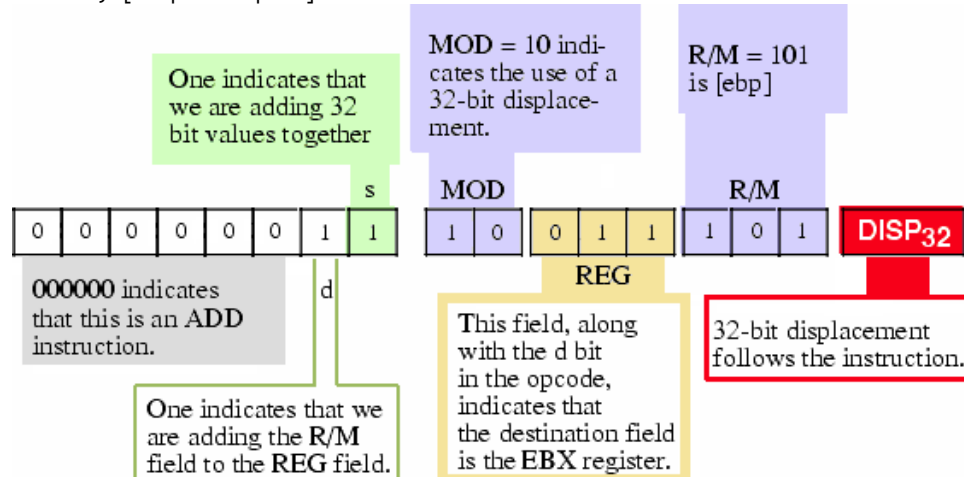 One indicates that
we are adding 32
bit values together
MOD = 10 indi-
cates the use of a
32-bit displace-
ment.
R/M = 101
is [ebp]
s
MOD
R/M
0 0 0 0 0 0 1 1 1 0 0 1 1 1 0 1 DISP32
000000 indicates
that this is an ADD
instruction.
d
REG
One indicates that we
are adding the R/M
field to the REG field.
This field, along
with the d bit
in the opcode,
indicates that
the destination field
is the EBX register.
32-bit displacement
follows the instruction.